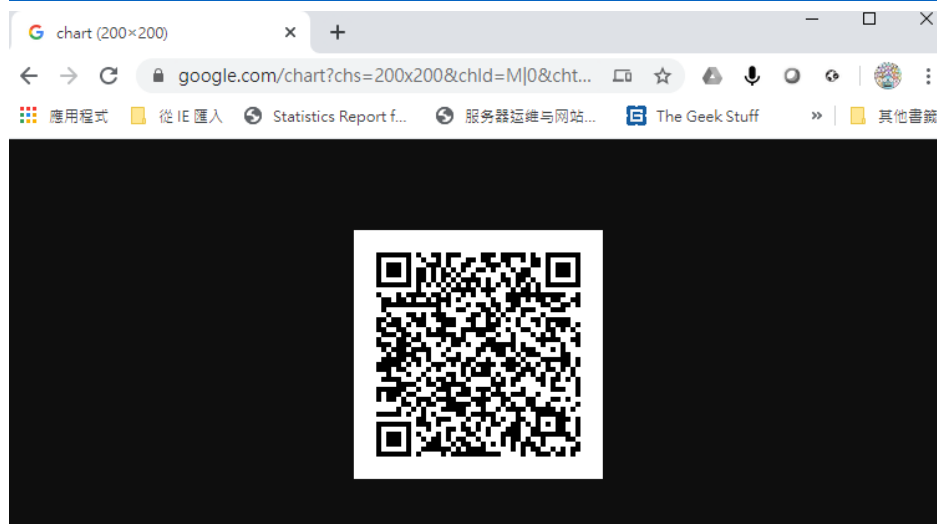 chart (200×200)
google.com/chart?chs=200x200&chld=M|0&cht...
應用程式 從 IE 匯入 Statistics Report f... 服务器运维与网站... The Geek Stuff » 其他書籤